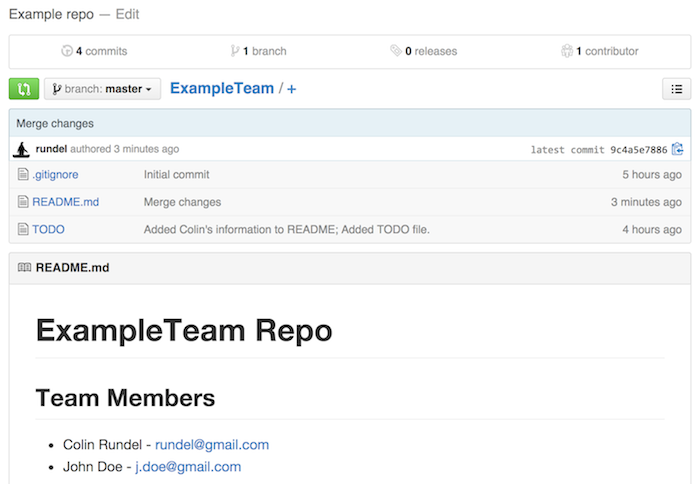 Example repo — Edit
4 commits 1 branch 0 releases 1 contributor
branch: master ExampleTeam / +
Merge changes
rundel authored 3 minutes ago latest commit 9c4a5e7886
.gitignore Initial commit 5 hours ago
README.md Merge changes 3 minutes ago
TODO Added Colin's information to README; Added TODO file. 4 hours ago
README.md
ExampleTeam Repo
Team Members
• Colin Rundel - rundel@gmail.com
• John Doe - j.doe@gmail.com